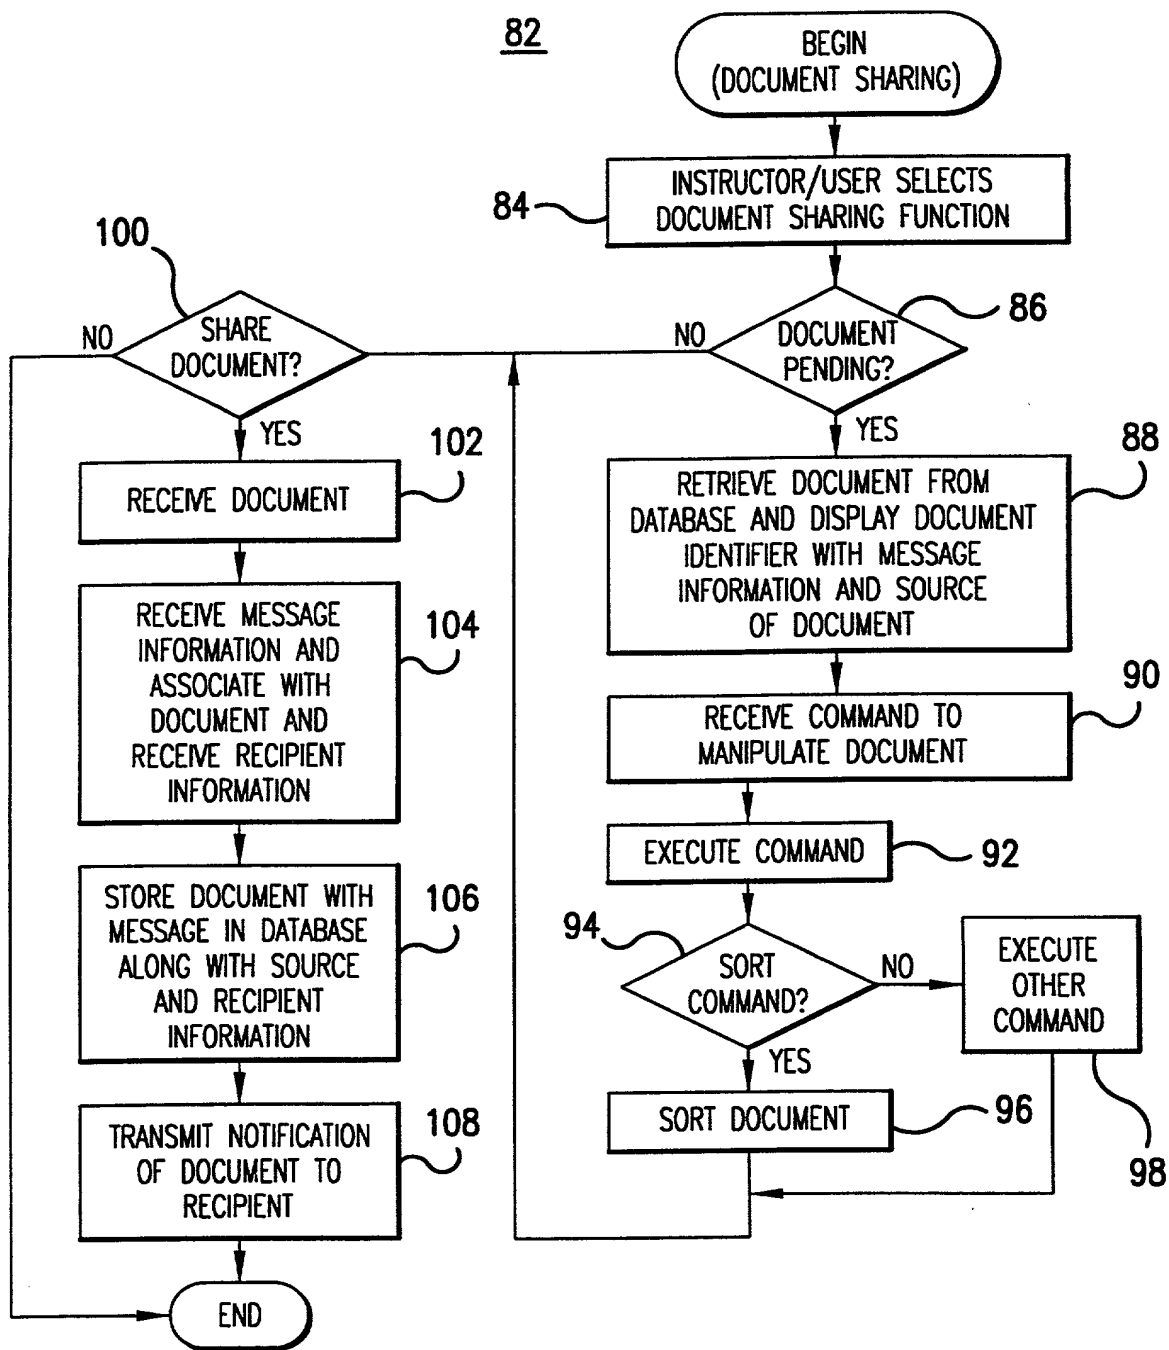 82
BEGIN
(DOCUMENT SHARING)
84
INSTRUCTOR/USER SELECTS
DOCUMENT SHARING FUNCTION
86
DOCUMENT
PENDING?
NO
YES
88
RETRIEVE DOCUMENT FROM
DATABASE AND DISPLAY DOCUMENT
IDENTIFIER WITH MESSAGE
INFORMATION AND SOURCE
OF DOCUMENT
90
RECEIVE COMMAND TO
MANIPULATE DOCUMENT
EXECUTE COMMAND
92
94
SORT
COMMAND?
NO
YES
EXECUTE
OTHER
COMMAND
98
SORT DOCUMENT
96
100
SHARE
DOCUMENT?
NO
YES
102
RECEIVE DOCUMENT
104
RECEIVE MESSAGE
INFORMATION AND
ASSOCIATE WITH
DOCUMENT AND
RECEIVE RECIPIENT
INFORMATION
106
STORE DOCUMENT WITH
MESSAGE IN DATABASE
ALONG WITH SOURCE
AND RECIPIENT
INFORMATION
108
TRANSMIT NOTIFICATION
OF DOCUMENT TO
RECIPIENT
END